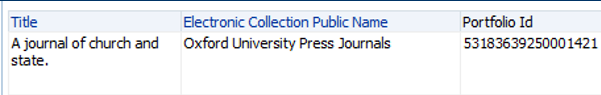 Title Electronic Collection Public Name Portfolio Id
A journal of church and Oxford University Press Journals 53183639250001421
state.